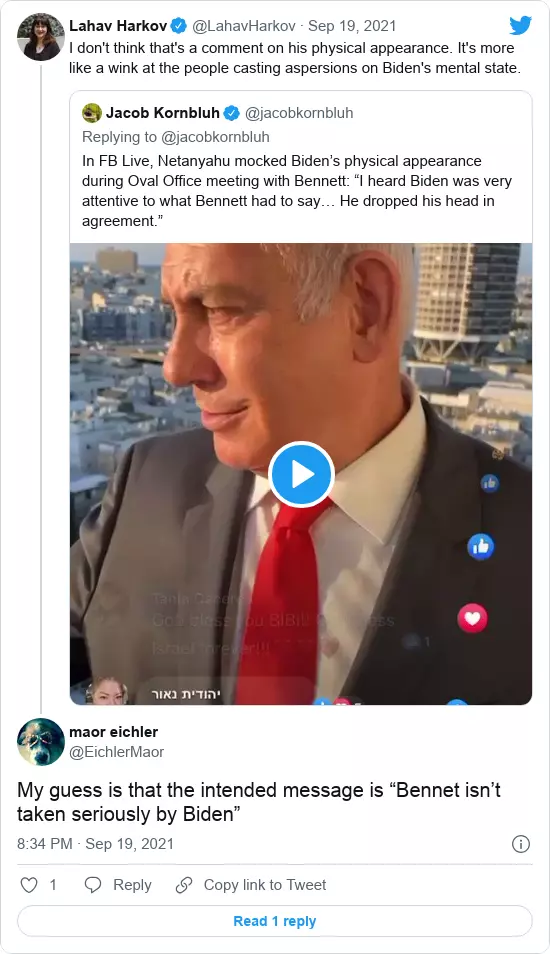 Lahav Harkov @LahavHarkov · Sep 19, 2021
I don't think that's a comment on his physical appearance. It's more
like a wink at the people casting aspersions on Biden's mental state.
Jacob Kornbluh @jacobkornbluh
Replying to @jacobkornbluh
In FB Live, Netanyahu mocked Biden’s physical appearance
during Oval Office meeting with Bennett: “I heard Biden was very
attentive to what Bennett had to say… He dropped his head in
agreement.”
God bless you BIBI!!
Israel forever!!!
יהודית נאור
maor eichler
@EichlerMaor
My guess is that the intended message is “Bennet isn’t
taken seriously by Biden”
8:34 PM · Sep 19, 2021
1 Reply Copy link to Tweet
Read 1 reply